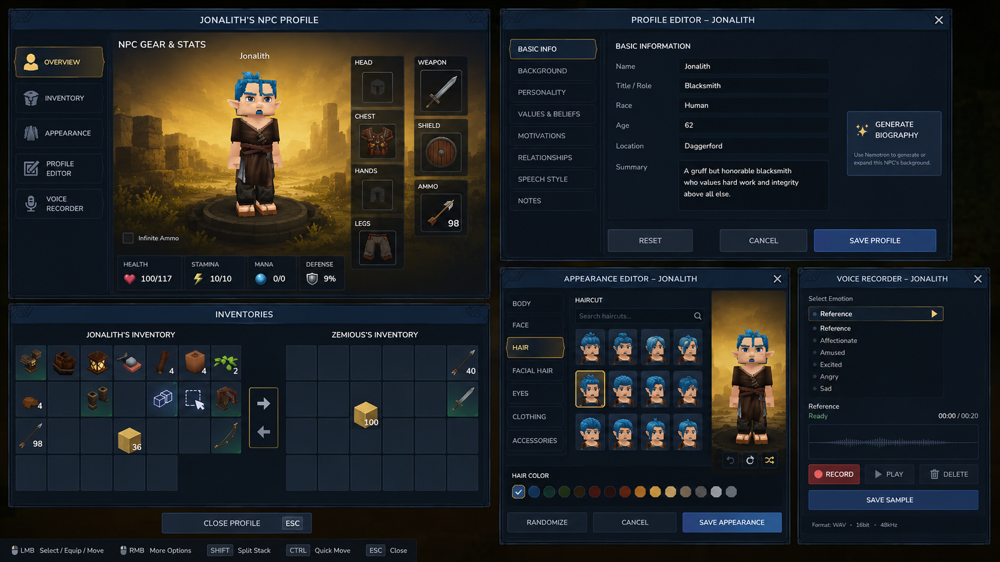 JONALITH'S NPC PROFILE
OVERVIEW
INVENTORY
APPEARANCE
PROFILE
EDITOR
VOICE
RECORDER
NPC GEAR & STATS
Jonalith
HEAD
WEAPON
CHEST
SHIELD
HANDS
AMMO
98
LEGS
Infinite Ammo
HEALTH
100/117
STAMINA
10/10
MANA
0/0
DEFENSE
9%
INVENTORIES
JONALITH'S INVENTORY
4
4
2
4
98
36
ZEMIOUS'S INVENTORY
40
100
CLOSE PROFILE ESC
LMB Select / Equip / Move RMB More Options SHIFT Split Stack CTRL Quick Move ESC Close
PROFILE EDITOR – JONALITH
BASIC INFO
BACKGROUND
PERSONALITY
VALUES & BELIEFS
MOTIVATIONS
RELATIONSHIPS
SPEECH STYLE
NOTES
BASIC INFORMATION
Name Jonalith
Title / Role Blacksmith
Race Human
Age 62
Location Daggerford
Summary A gruff but honorable blacksmith
who values hard work and integrity
above all else.
GENERATE
BIOGRAPHY
Use Nemotron to generate or
expand this NPC's background.
RESET CANCEL SAVE PROFILE
APPEARANCE EDITOR – JONALITH
BODY
FACE
HAIR
FACIAL HAIR
EYES
CLOTHING
ACCESSORIES
HAIRCUT
Search haircuts...
HAIR COLOR
RANDOMIZE CANCEL SAVE APPEARANCE
VOICE RECORDER – JONALITH
Select Emotion
Reference
Reference
Affectionate
Amused
Excited
Angry
Sad
Reference
Ready 00:00 / 00:20
RECORD PLAY DELETE
SAVE SAMPLE
Format: WAV • 16bit • 48kHz